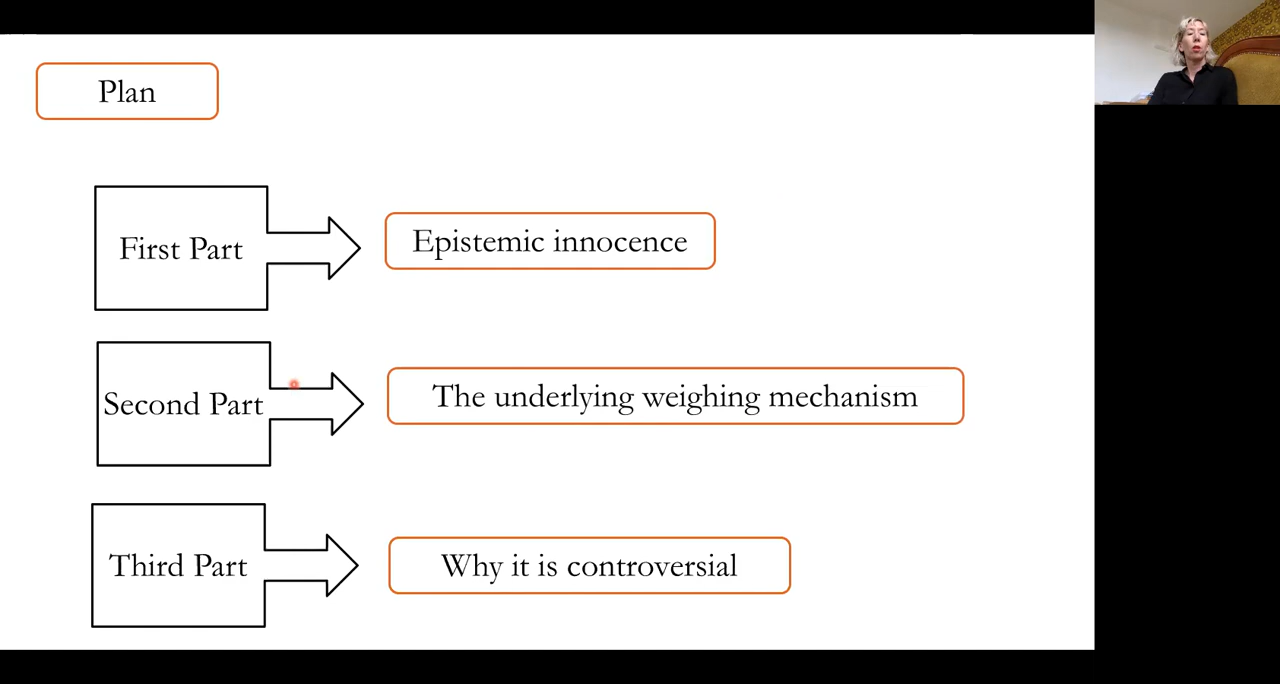 Plan
First Part
Epistemic innocence
Second Part
The underlying weighing mechanism
Third Part
Why it is controversial